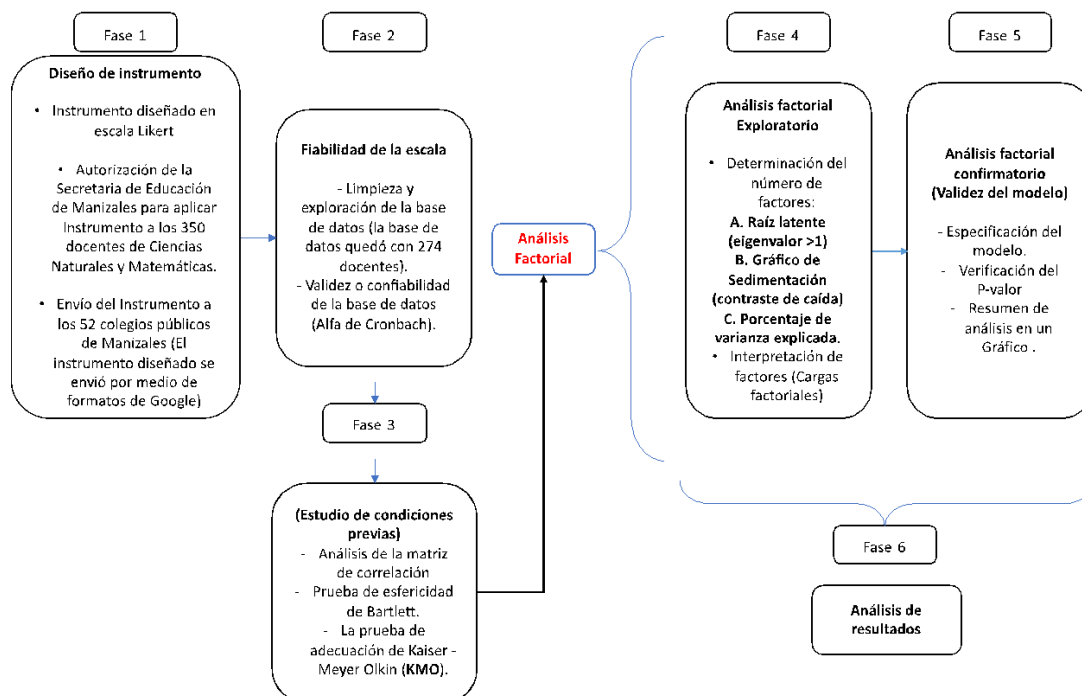 Fase 1
Diseño de instrumento
• Instrumento diseñado en
escala Likert
• Autorización de la
Secretaria de Educación
de Manizales para aplicar
Instrumento a los 350
docentes de Ciencias
Naturales y Matemáticas.
• Envío del Instrumento a
los 52 colegios públicos
de Manizales (El
instrumento diseñado se
envió por medio de
formatos de Google)
Fase 2
Fiabilidad de la escala
- Limpieza y
exploración de la base
de datos (la base de
datos quedó con 274
docentes).
- Validez o confiabilidad
de la base de datos
(Alfa de Cronbach).
Fase 3
(Estudio de condiciones
previas)
- Análisis de la matriz
de correlación
- Prueba de esfericidad
de Bartlett.
- La prueba de
adecuación de Kaiser -
Meyer Olkin (KMO).
Análisis
Factorial
Fase 4
Análisis factorial
Exploratorio
• Determinación del
número de
factores:
A. Raíz latente
(eigenvalor >1)
B. Gráfico de
Sedimentación
(contraste de caída)
C. Porcentaje de
varianza explicada.
• Interpretación de
factores (Cargas
factoriales)
Fase 5
Análisis factorial
confirmatorio
(Validez del modelo)
- Especificación del
modelo.
- Verificación del
P-valor
- Resumen de
análisis en un
Gráfico .
Fase 6
Análisis de
resultados